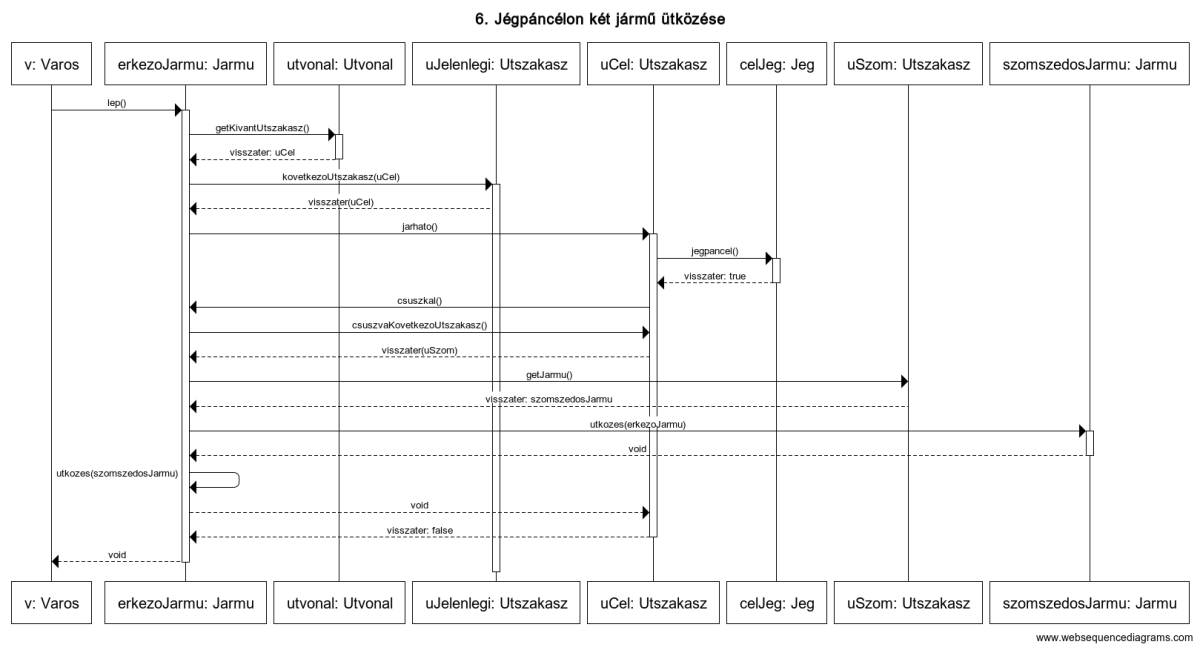 6. Jégpáncélon két jármű ütközése
v: Varos
erkezoJarmu: Jarmu
utvonal: Utvonal
uJelenlegi: Utszakasz
uCel: Utszakasz
celJeg: Jeg
uSzom: Utszakasz
szomszedosJarmu: Jarmu
lep()
getKivantUtszakasz()
visszater: uCel
kovetkezoUtszakasz(uCel)
visszater(uCel)
jarhato()
jegpancel()
visszater: true
csuszkal()
csuszvaKovetkezoUtszakasz()
visszater(uSzom)
getJarmu()
visszater: szomszedosJarmu
utkozes(erkezoJarmu)
void
utkozes(szomszedosJarmu)
void
visszater: false
void
v: Varos
erkezoJarmu: Jarmu
utvonal: Utvonal
uJelenlegi: Utszakasz
uCel: Utszakasz
celJeg: Jeg
uSzom: Utszakasz
szomszedosJarmu: Jarmu
www.websequencediagrams.com